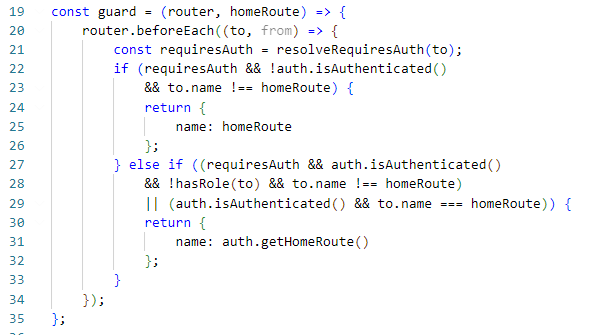 19 const guard = (router, homeRoute) => {
20     router.beforeEach((to, from) => {
21         const requiresAuth = resolveRequiresAuth(to);
22         if (requiresAuth && !auth.isAuthenticated()
23             && to.name !== homeRoute) {
24             return {
25                 name: homeRoute
26             };
27         } else if ((requiresAuth && auth.isAuthenticated()
28             && !hasRole(to) && to.name !== homeRoute)
29             || (auth.isAuthenticated() && to.name === homeRoute)) {
30             return {
31                 name: auth.getHomeRoute()
32             };
33         }
34     });
35 };